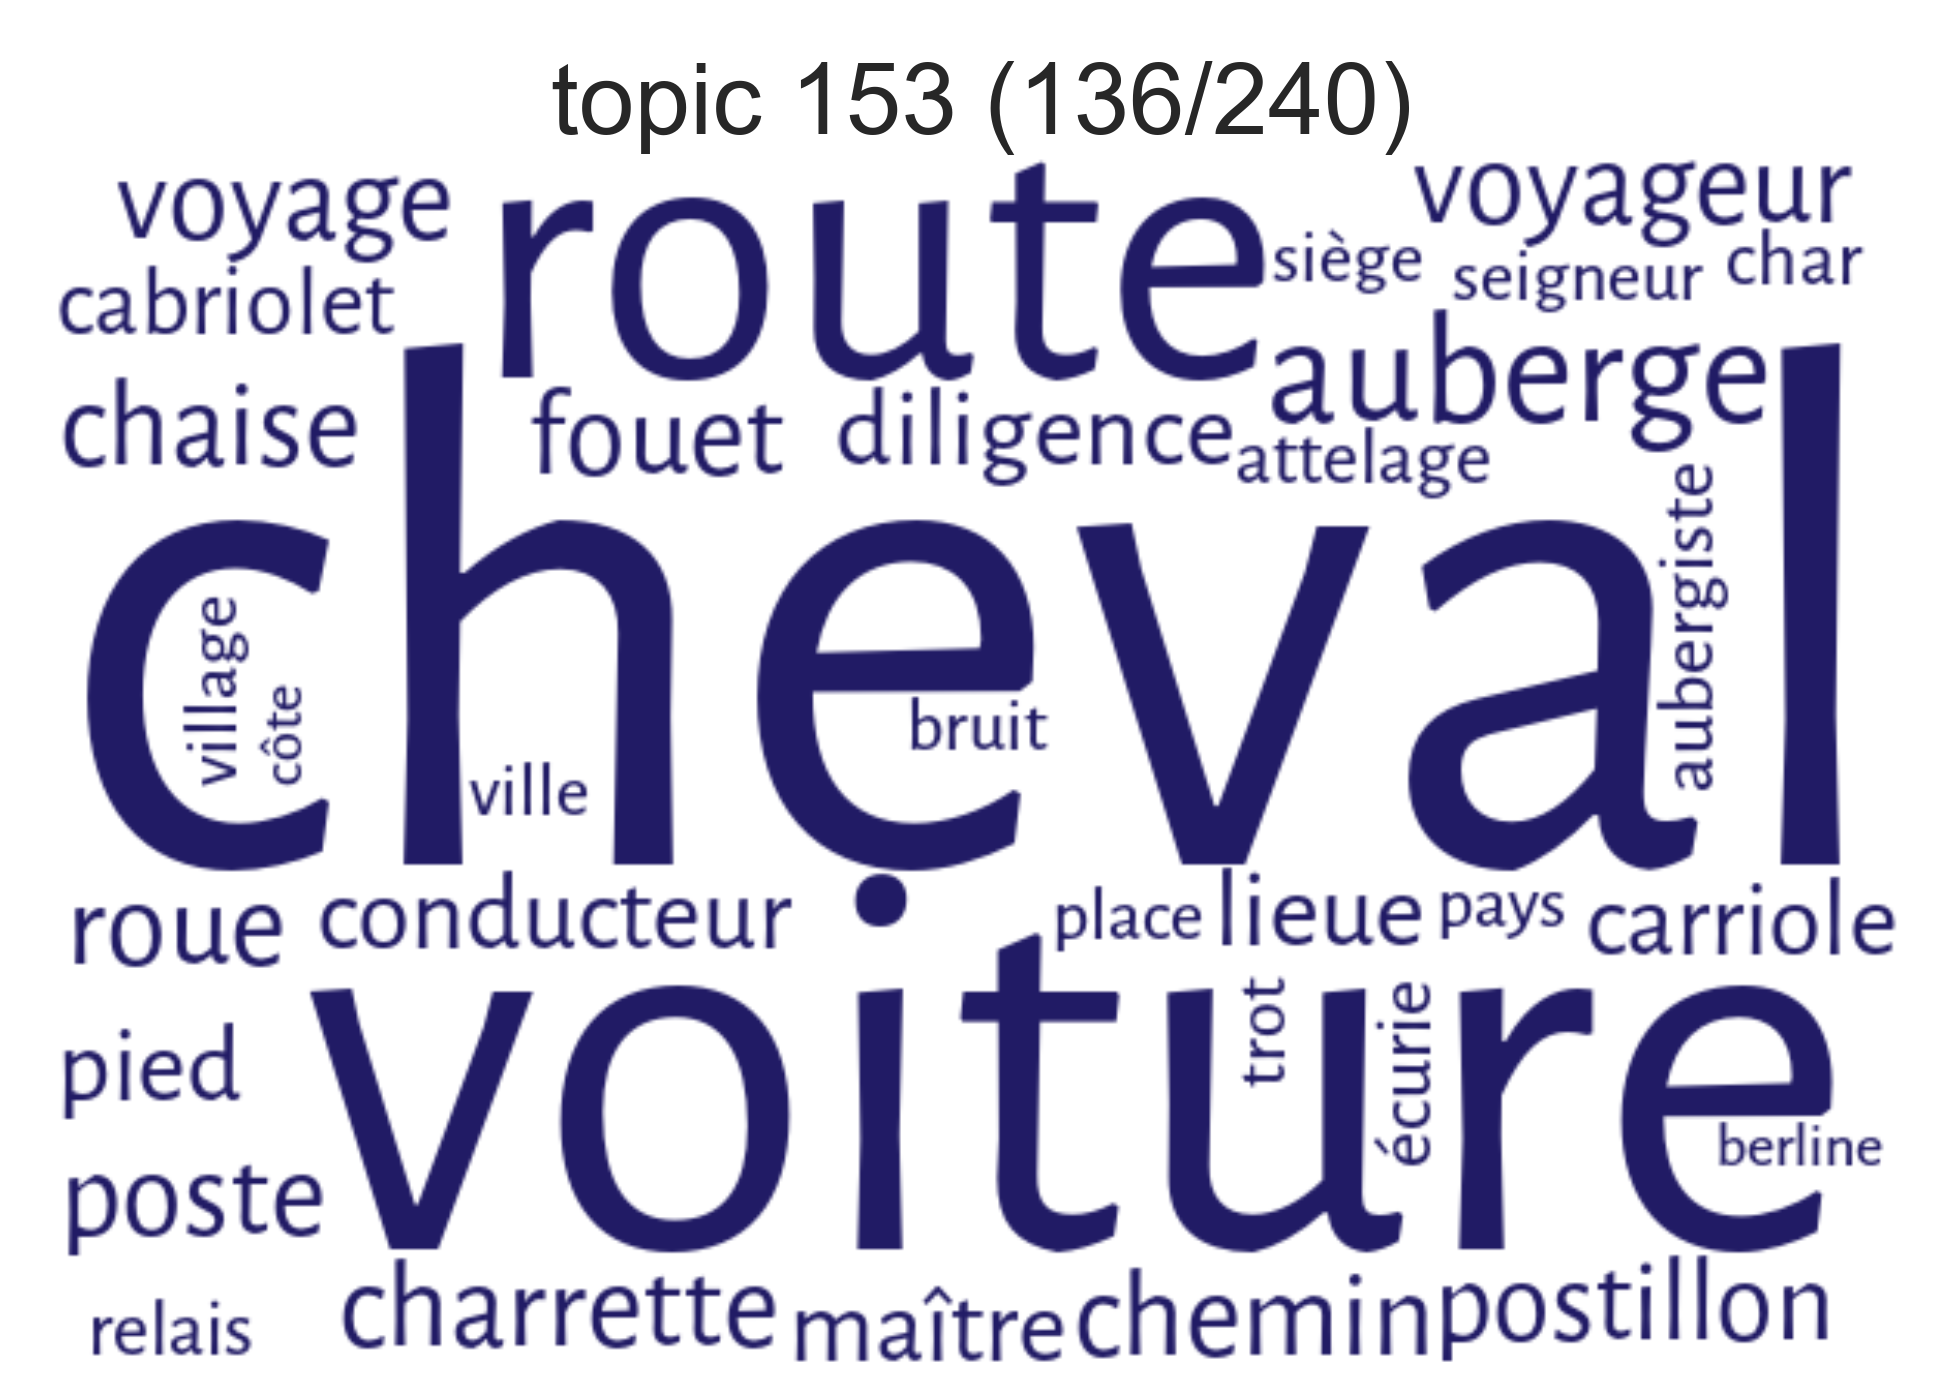 topic 153 (136/240)
voyage
route
voyageur
siège
seigneur
char
cabriolet
auberge
chaise
fouet
diligence
attelage
cheval
aubergiste
village
côte
bruit
ville
roue
conducteur
place
lieue
pays
carriole
voiture
trot
écurie
pied
berline
poste
relais
charrette
maître
chemin
postillon